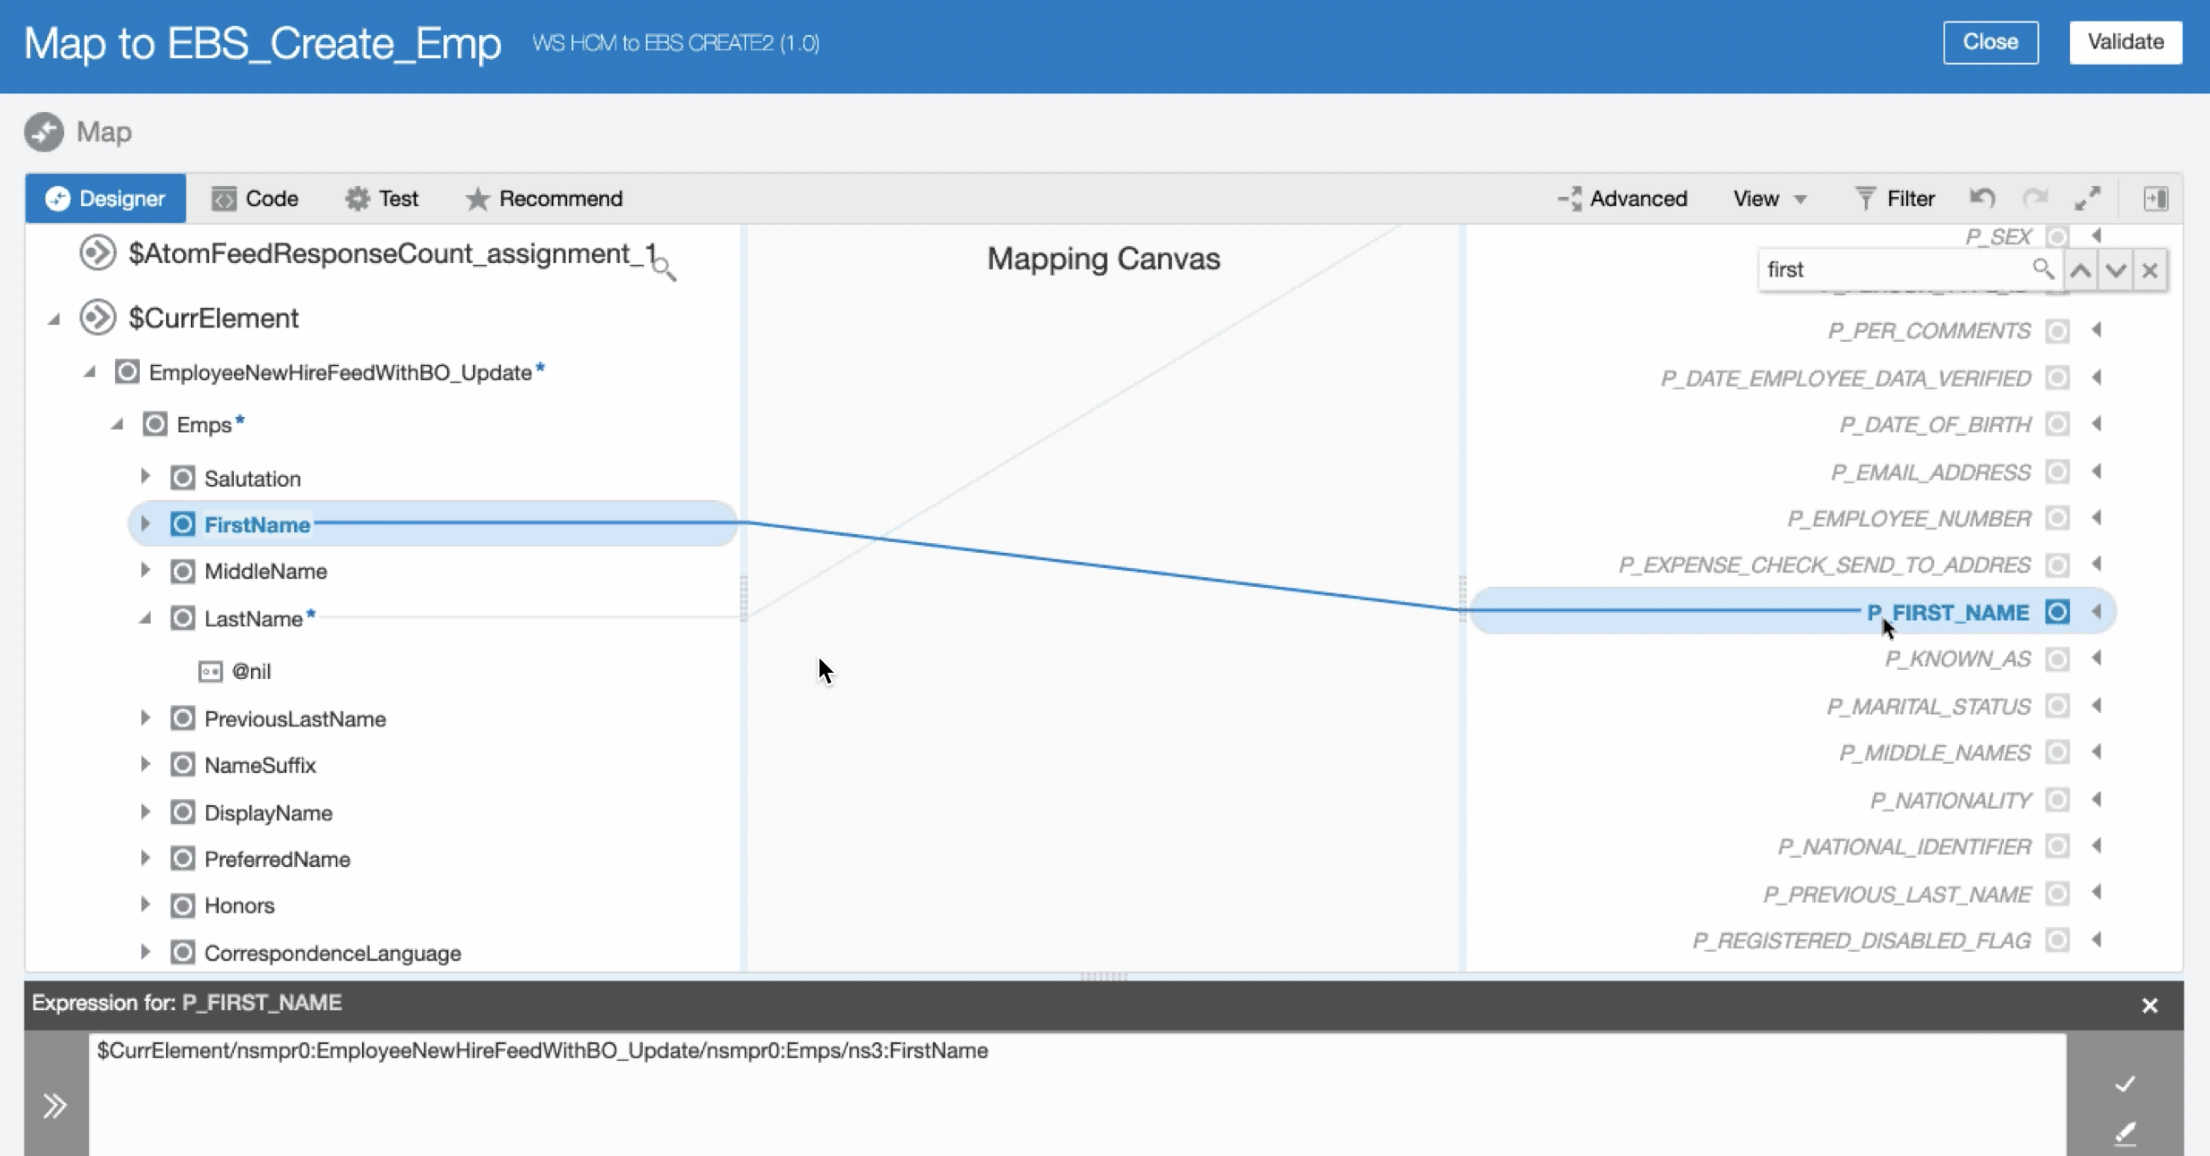 Map to EBS_Create_Emp WS HCM to EBS CREATE2 (1.0) Close Validate
Map
Designer Code Test Recommend Advanced View Filter
$AtomFeedResponseCount_assignment_1
$CurrElement
EmployeeNewHireFeedWithBO_Update*
Emps*
Salutation
FirstName
MiddleName
LastName*
@nil
PreviousLastName
NameSuffix
DisplayName
PreferredName
Honors
CorrespondenceLanguage
Mapping Canvas
P_SEX
first
P_PER_COMMENTS
P_DATE_EMPLOYEE_DATA_VERIFIED
P_DATE_OF_BIRTH
P_EMAIL_ADDRESS
P_EMPLOYEE_NUMBER
P_EXPENSE_CHECK_SEND_TO_ADDRES
P_FIRST_NAME
P_KNOWN_AS
P_MARITAL_STATUS
P_MIDDLE_NAMES
P_NATIONALITY
P_NATIONAL_IDENTIFIER
P_PREVIOUS_LAST_NAME
P_REGISTERED_DISABLED_FLAG
Expression for: P_FIRST_NAME
$CurrElement/nsmpr0:EmployeeNewHireFeedWithBO_Update/nsmpr0:Emps/ns3:FirstName